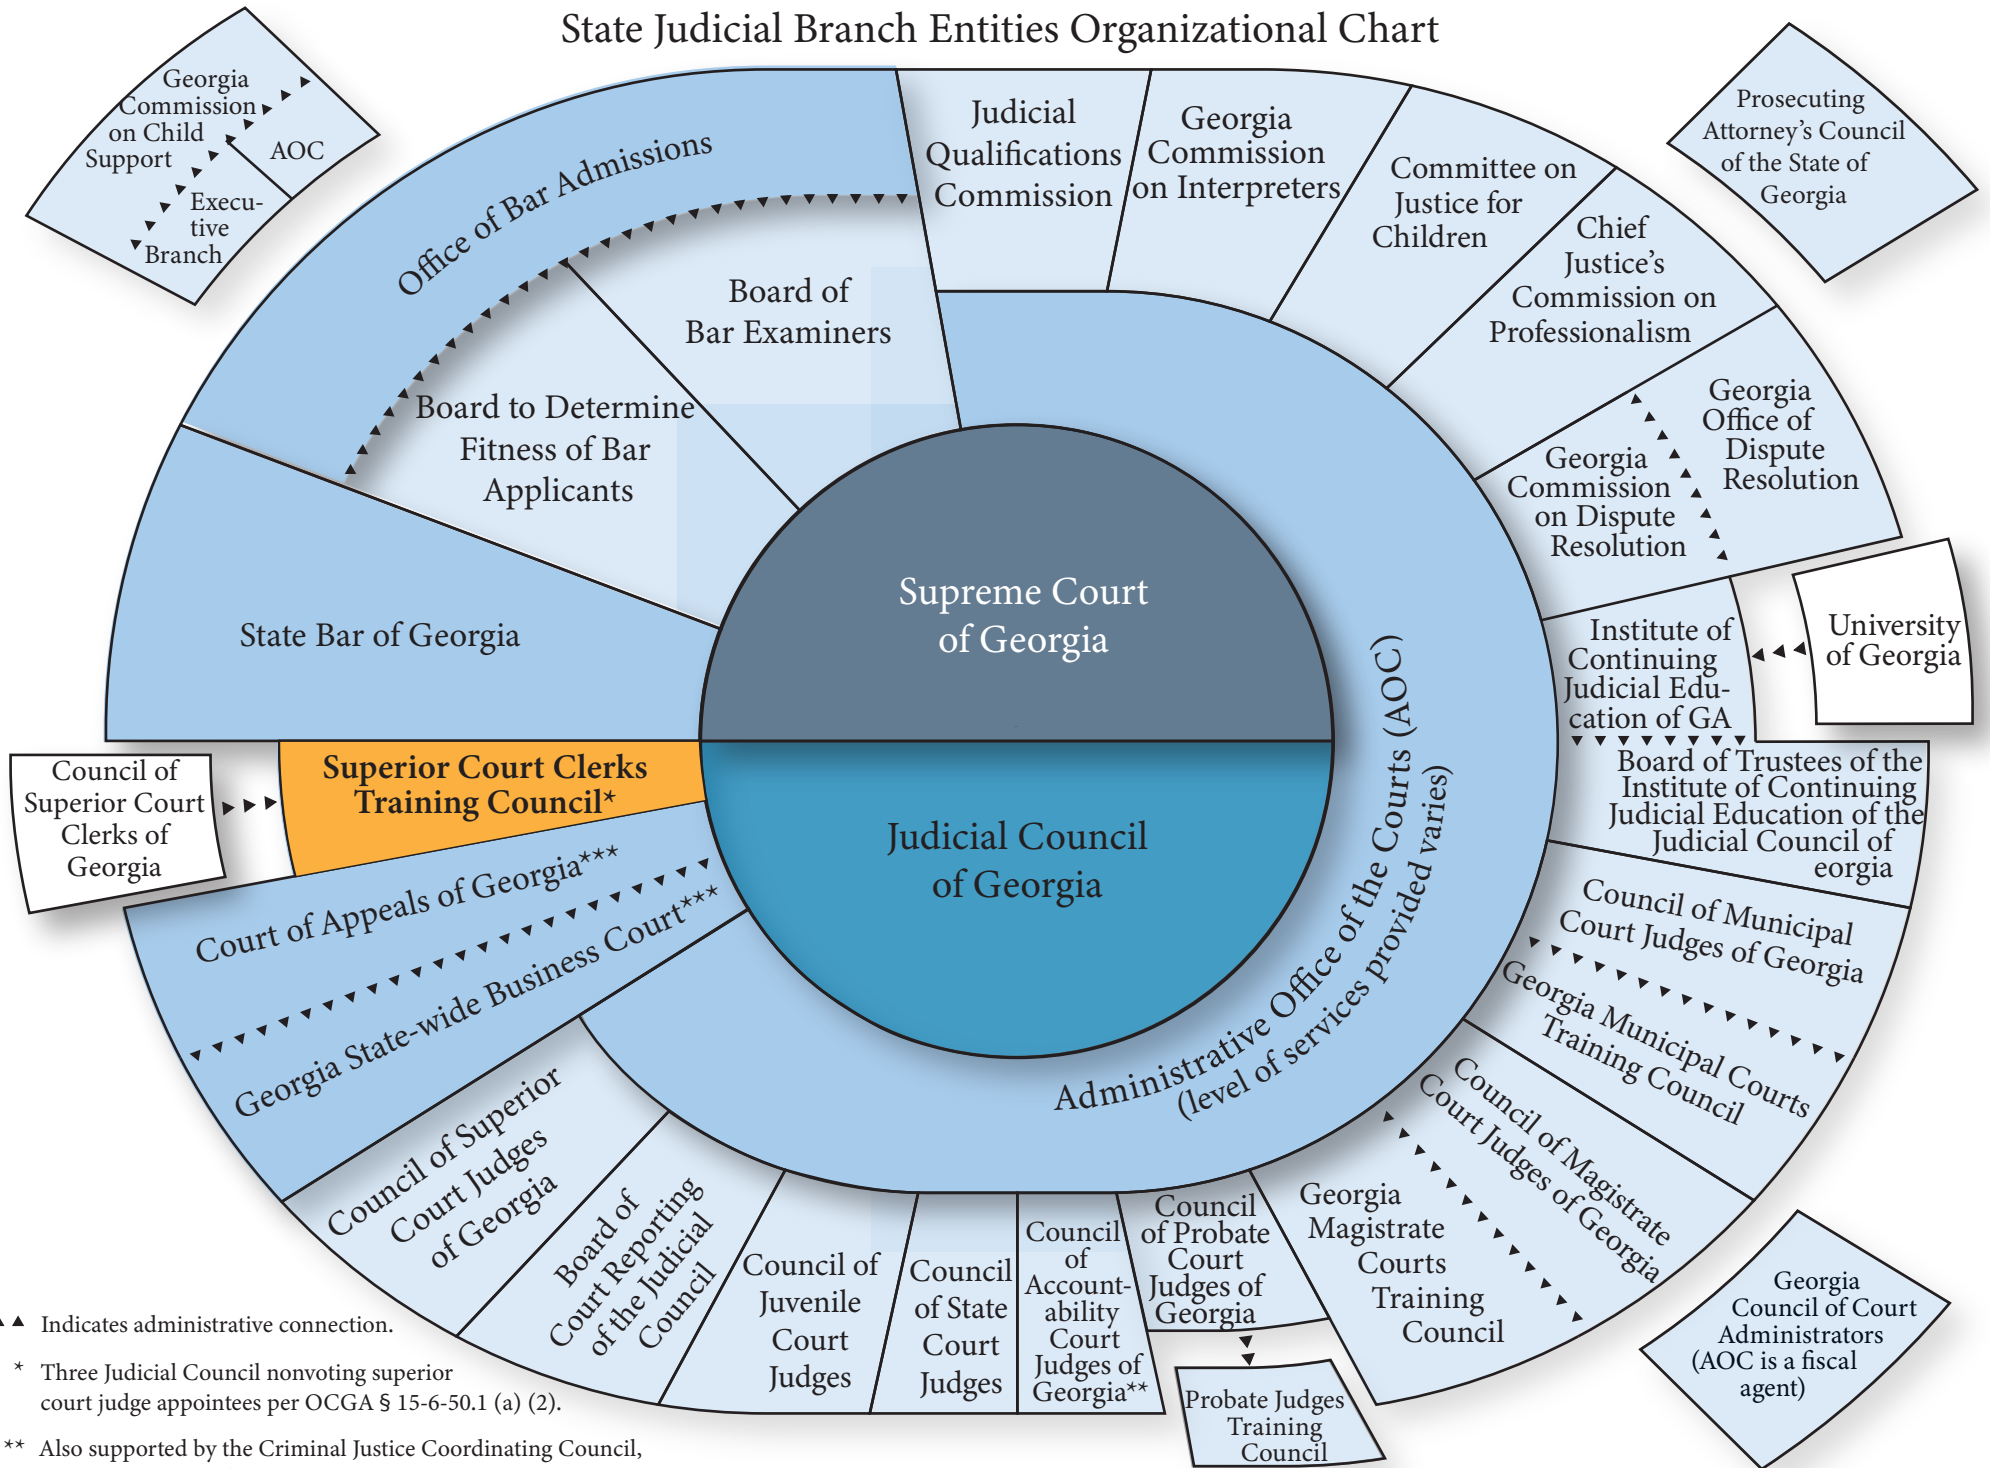 State Judicial Branch Entities Organizational Chart
Georgia
Commission
on Child
Support
AOC
Execu-
tive
Branch
Office of Bar Admissions
Board of
Bar Examiners
Board to Determine
Fitness of Bar
Applicants
State Bar of Georgia
Judicial
Qualifications
Commission
Georgia
Commission
on Interpreters
Committee on
Justice for
Children
Chief
Justice's
Commission on
Professionalism
Georgia
Office of
Dispute
Resolution
Georgia
Commission
on Dispute
Resolution
Prosecuting
Attorney's Council
of the State of
Georgia
Supreme Court
of Georgia
Judicial Council
of Georgia
Administrative Office of the Courts (AOC)
(level of services provided varies)
Institute of
Continuing
Judicial Edu-
cation of GA
University
of Georgia
Board of Trustees of the
Institute of Continuing
Judicial Education of the
Judicial Council of
eorgia
Council of Municipal
Court Judges of Georgia
Georgia Municipal Courts
Training Council
Council of Magistrate
Court Judges of Georgia
Georgia
Magistrate
Courts
Training
Council
Council
of Probate
Court
Judges of
Georgia
Probate Judges
Training
Council
Council
of
Account-
ability
Court
Judges of
Georgia**
Council
of State
Court
Judges
Council of
Juvenile
Court
Judges
Board of
Court Reporting
of the Judicial
Council
Council of Superior
Court Judges
of Georgia
Georgia State-wide Business Court***
Court of Appeals of Georgia***
Superior Court Clerks
Training Council*
Council of
Superior Court
Clerks of
Georgia
Georgia
Council of Court
Administrators
(AOC is a fiscal
agent)
Indicates administrative connection.
* Three Judicial Council nonvoting superior
court judge appointees per OCGA § 15-6-50.1 (a) (2).
** Also supported by the Criminal Justice Coordinating Council,